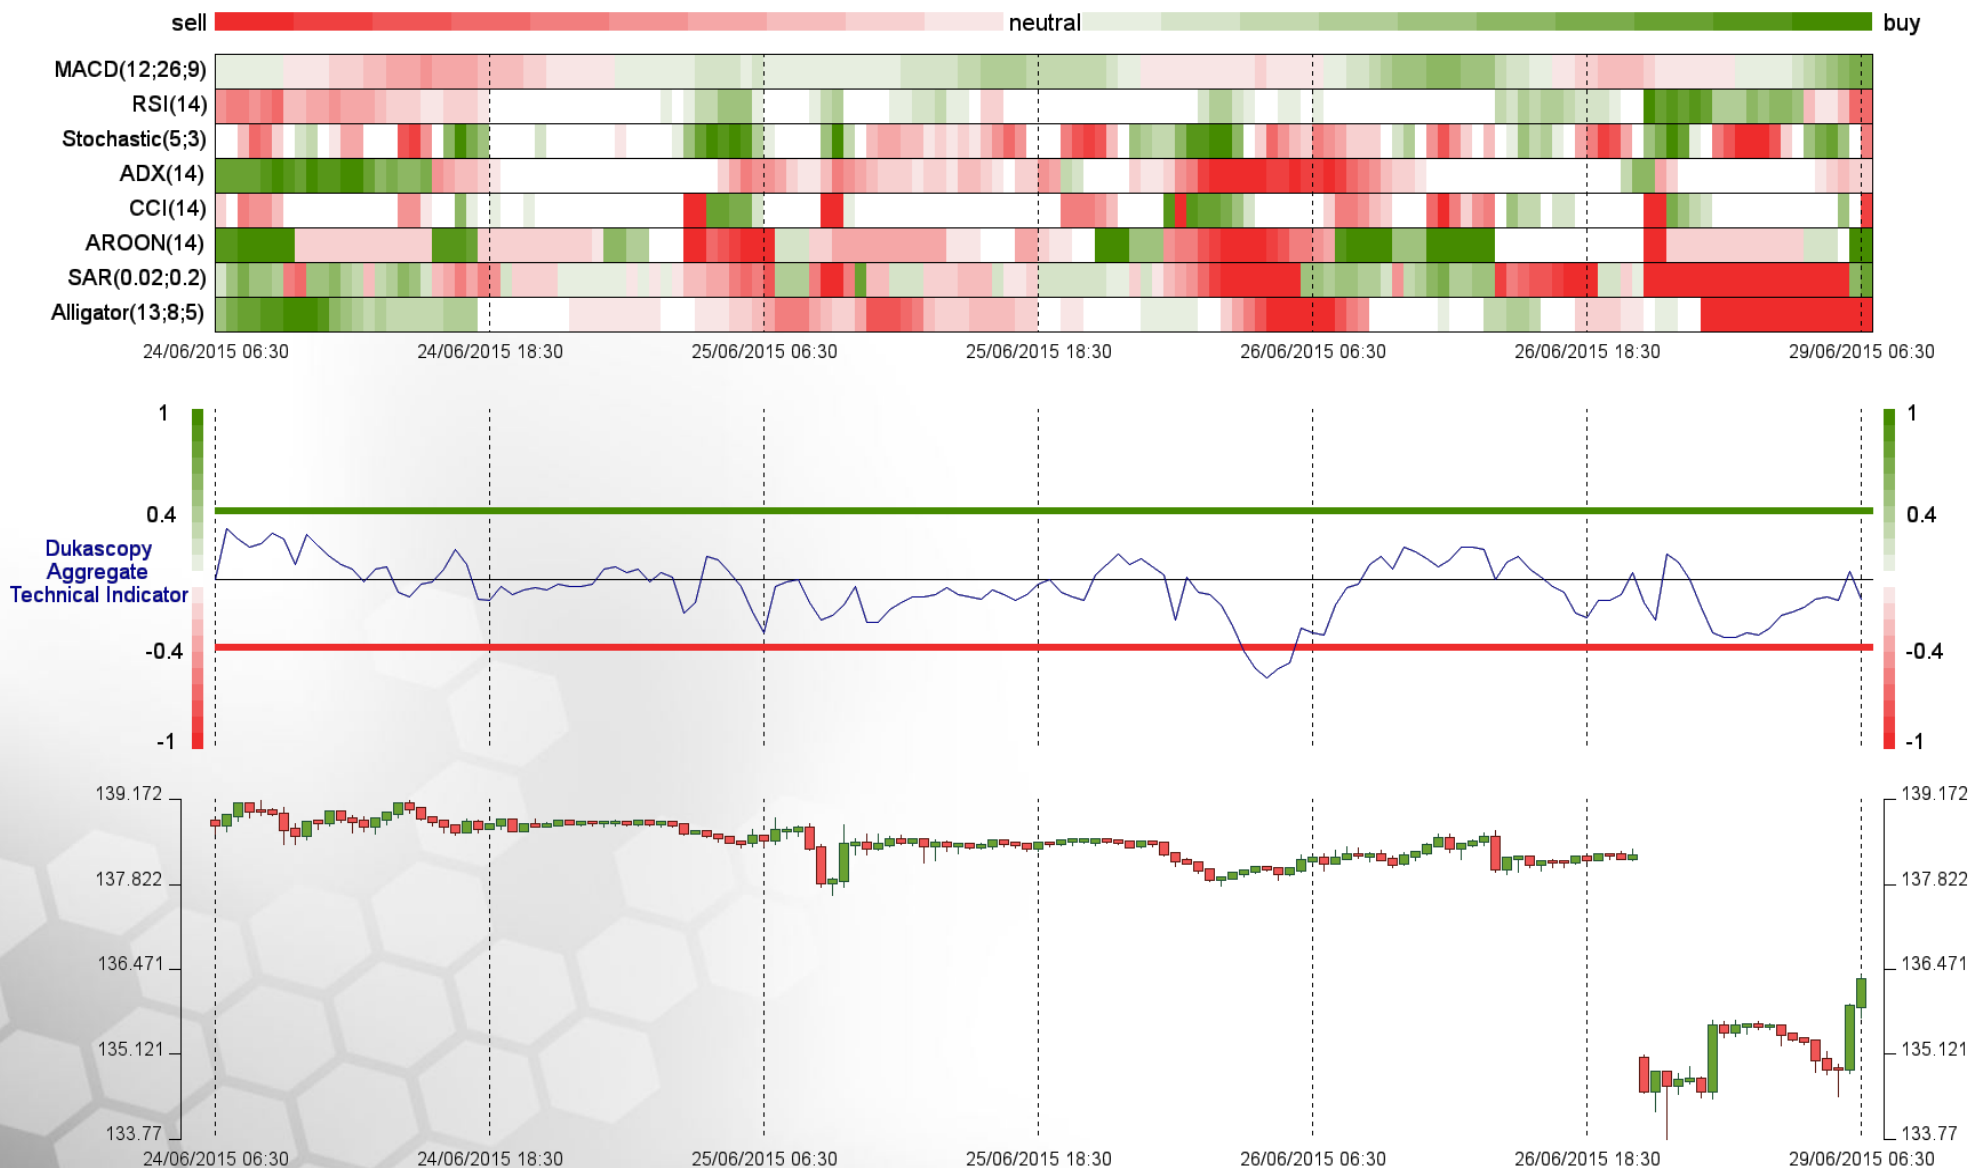 sell neutral buy
MACD(12;26;9)
RSI(14)
Stochastic(5;3)
ADX(14)
CCI(14)
AROON(14)
SAR(0.02;0.2)
Alligator(13;8;5)
24/06/2015 06:30 24/06/2015 18:30 25/06/2015 06:30 25/06/2015 18:30 26/06/2015 06:30 26/06/2015 18:30 29/06/2015 06:30
1 1
0.4 0.4
Dukascopy
Aggregate
Technical Indicator
-0.4 -0.4
-1 -1
139.172 139.172
137.822 137.822
136.471 136.471
135.121 135.121
133.77 133.77
24/06/2015 06:30 24/06/2015 18:30 25/06/2015 06:30 25/06/2015 18:30 26/06/2015 06:30 26/06/2015 18:30 29/06/2015 06:30